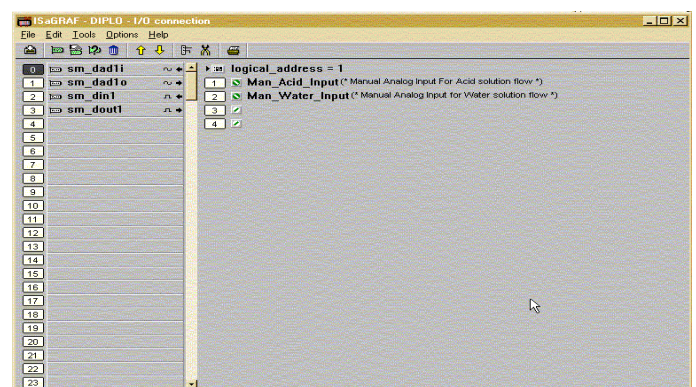 ISaGRAF - DIPLO - I/O connection
File Edit Tools Options Help
0 sm_dad1i
1 sm_dad1o
2 sm_din1
3 sm_dout1
4
5
6
7
8
9
10
11
12
13
14
15
16
17
18
19
20
21
22
23
logical_address = 1
1 Man_Acid_Input (* Manual Analog Input For Acid solution flow *)
2 Man_Water_Input (* Manual Analog Input for Water solution flow *)
3
4